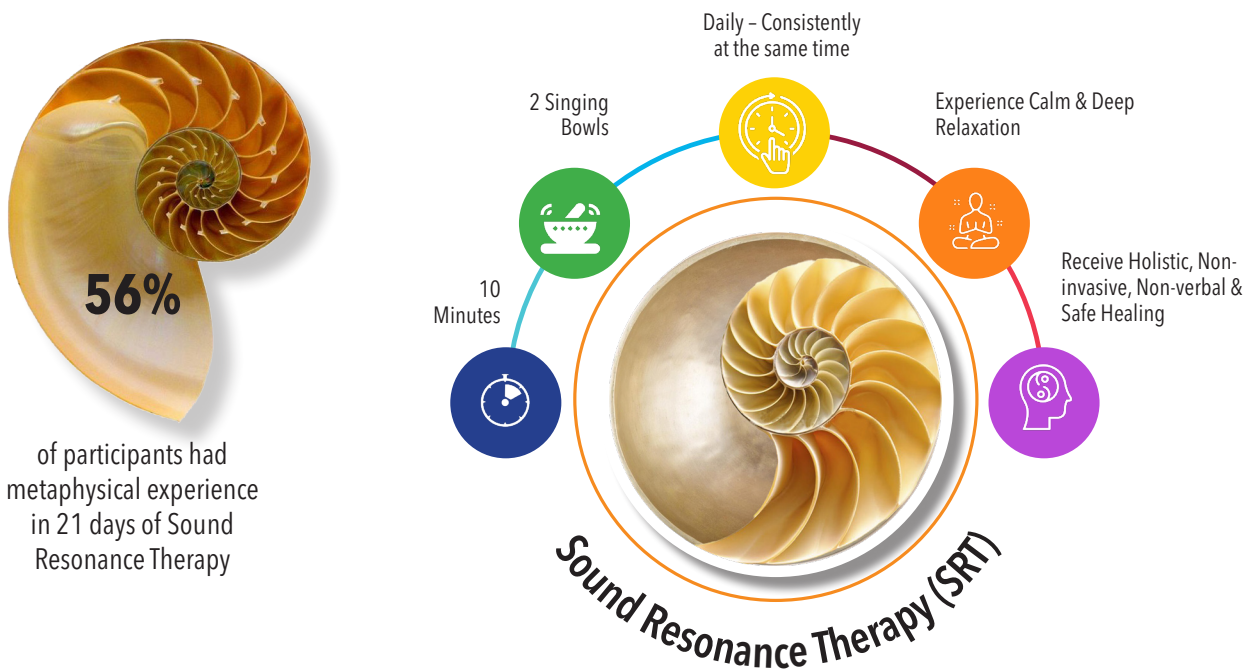 56%
of participants had
metaphysical experience
in 21 days of Sound
Resonance Therapy
10
Minutes
2 Singing
Bowls
Daily – Consistently
at the same time
Experience Calm & Deep
Relaxation
Receive Holistic, Non-
invasive, Non-verbal &
Safe Healing
Sound Resonance Therapy (SRT)